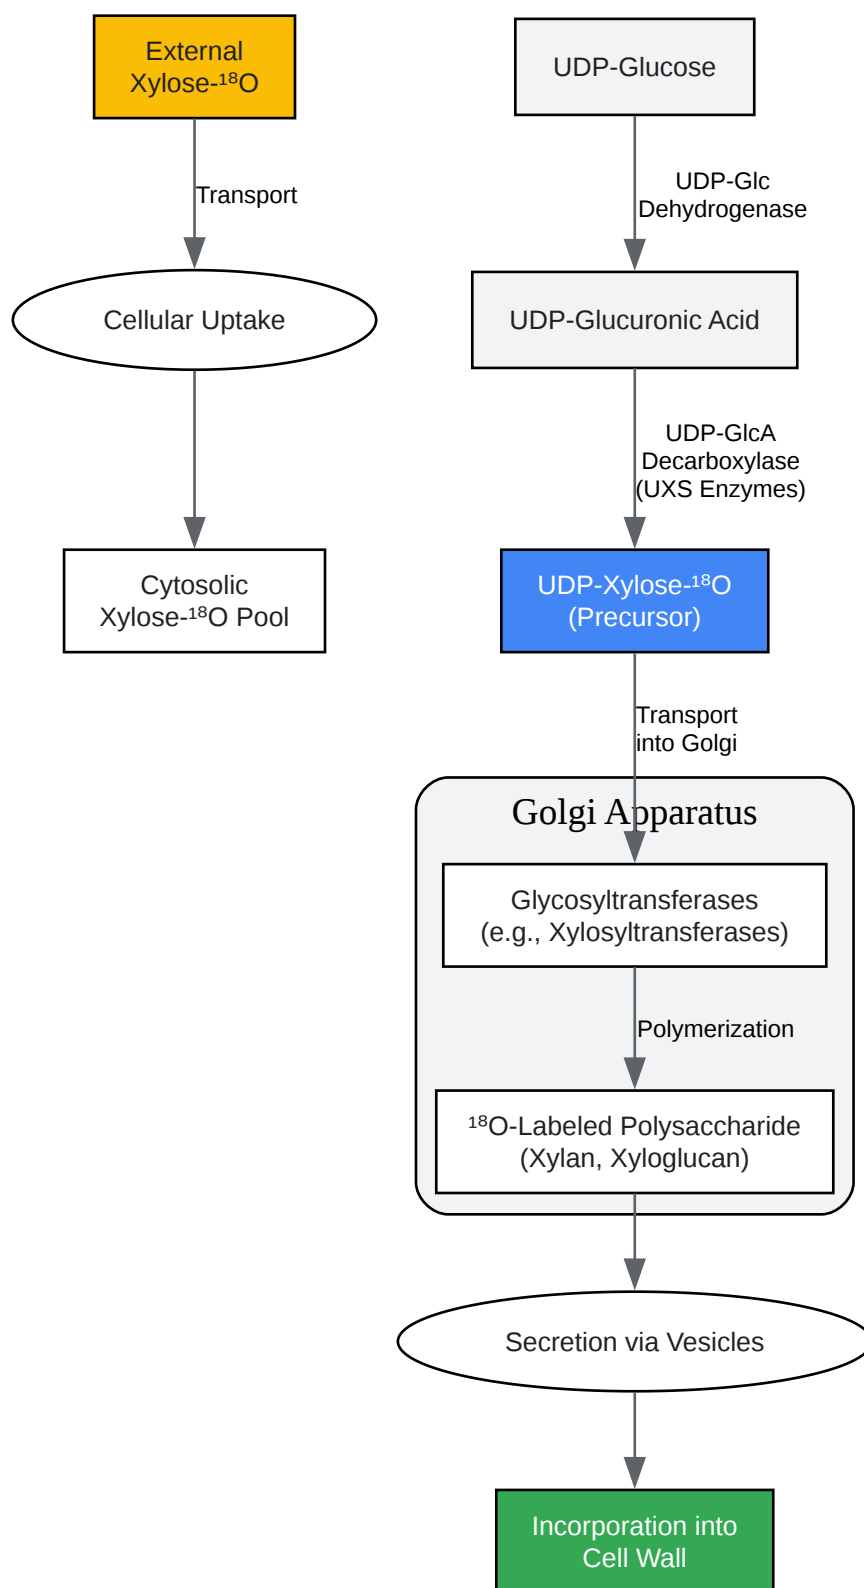 External
Xylose-¹⁸O
Transport
Cellular Uptake
Cytosolic
Xylose-¹⁸O Pool
UDP-Glucose
UDP-Glc
Dehydrogenase
UDP-Glucuronic Acid
UDP-GlcA
Decarboxylase
(UXS Enzymes)
UDP-Xylose-¹⁸O
(Precursor)
Transport
into Golgi
Golgi Apparatus
Glycosyltransferases
(e.g., Xylosyltransferases)
Polymerization
¹⁸O-Labeled Polysaccharide
(Xylan, Xyloglucan)
Secretion via Vesicles
Incorporation into
Cell Wall